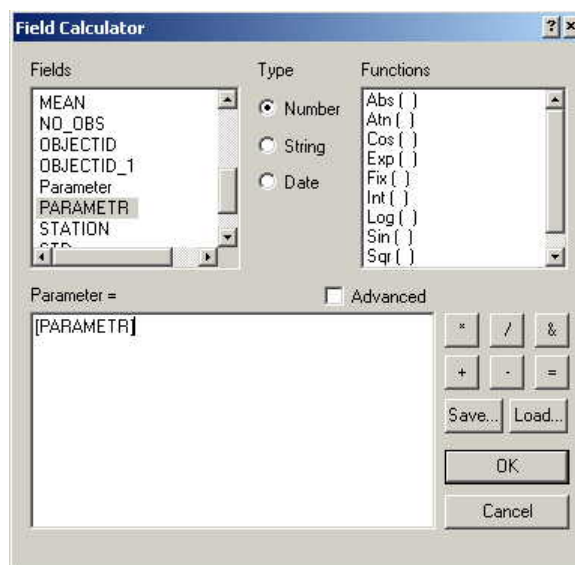 Field Calculator
Fields
Type
Functions
MEAN
NO_OBS
OBJECTID
OBJECTID_1
Parameter
PARAMETR
STATION
STD
Number
String
Date
Abs ( )
Atn ( )
Cos ( )
Exp ( )
Fix ( )
Int ( )
Log ( )
Sin ( )
Sqr ( )
Parameter =
Advanced
[PARAMETR]
* / &
+ - =
Save... Load...
OK
Cancel